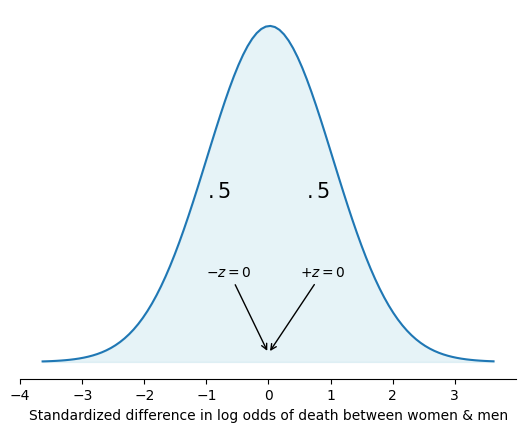 .5 .5
−z = 0 +z = 0
−4 −3 −2 −1 0 1 2 3
Standardized difference in log odds of death between women & men